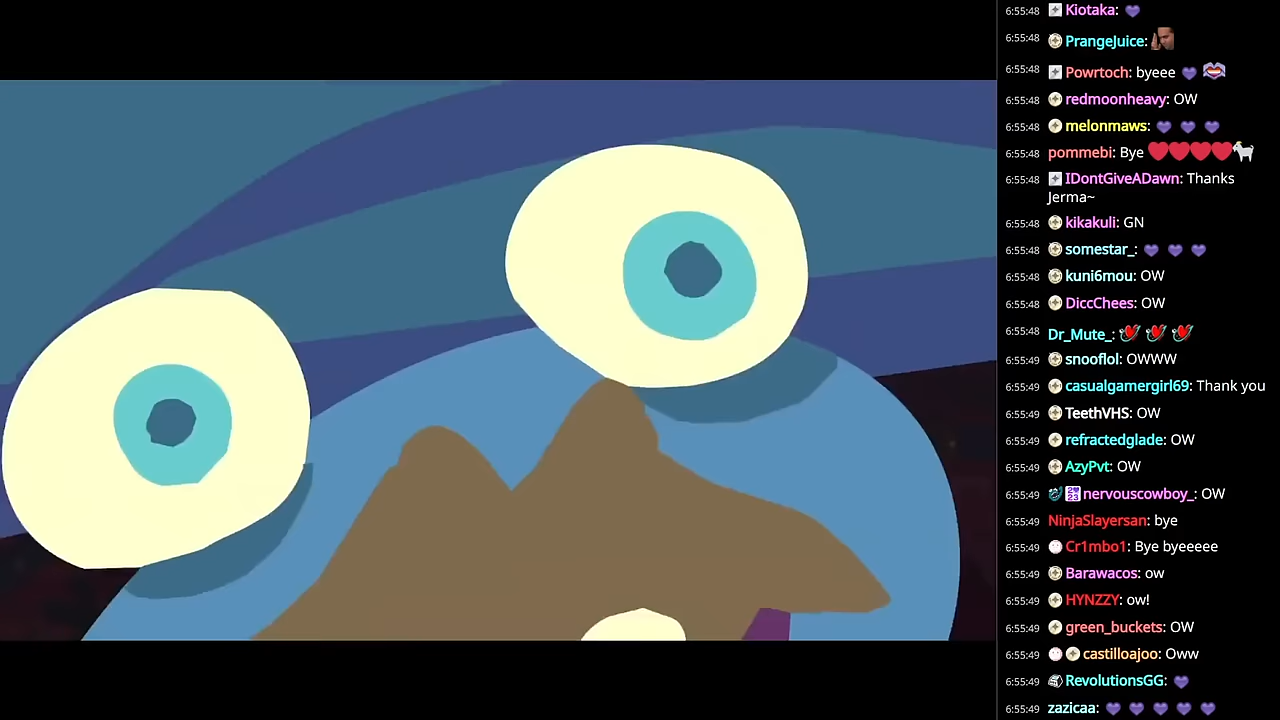 6:55:48 Kiotaka: 💜
6:55:48 PrangeJuice:
6:55:48 Powrtoch: byeee 💜
6:55:48 redmoonheavy: OW
6:55:48 melonmaws: 💜 💜 💜
6:55:48 pommebi: Bye ❤️❤️❤️❤️🐐
6:55:48 IDontGiveADawn: Thanks
Jerma~
6:55:48 kikakuli: GN
6:55:48 somestar_: 💜 💜 💜
6:55:48 kuni6mou: OW
6:55:48 DiccChees: OW
6:55:48 Dr_Mute_:
6:55:49 snooflol: OWWW
6:55:49 casualgamergirl69: Thank you
6:55:49 TeethVHS: OW
6:55:49 refractedglade: OW
6:55:49 AzyPvt: OW
6:55:49 nervouscowboy_: OW
6:55:49 NinjaSlayersan: bye
6:55:49 Cr1mbo1: Bye byeeeee
6:55:49 Barawacos: ow
6:55:49 HYNZZY: ow!
6:55:49 green_buckets: OW
6:55:49 castilloajoo: Oww
6:55:49 RevolutionsGG: 💜
6:55:49 zazicaa: 💜 💜 💜 💜 💜